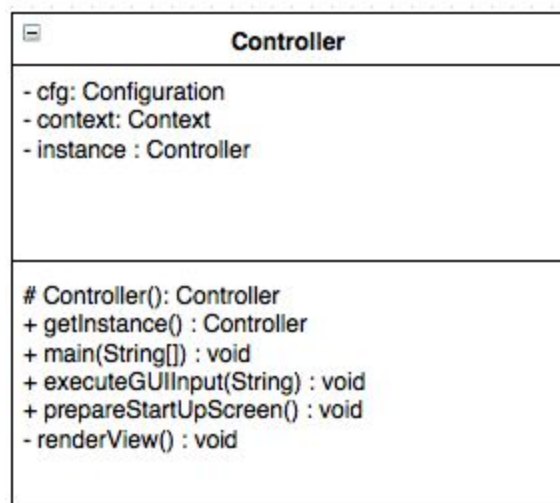 Controller
- cfg: Configuration
- context: Context
- instance : Controller
# Controller(): Controller
+ getInstance() : Controller
+ main(String[]) : void
+ executeGUIInput(String) : void
+ prepareStartUpScreen() : void
- renderView() : void